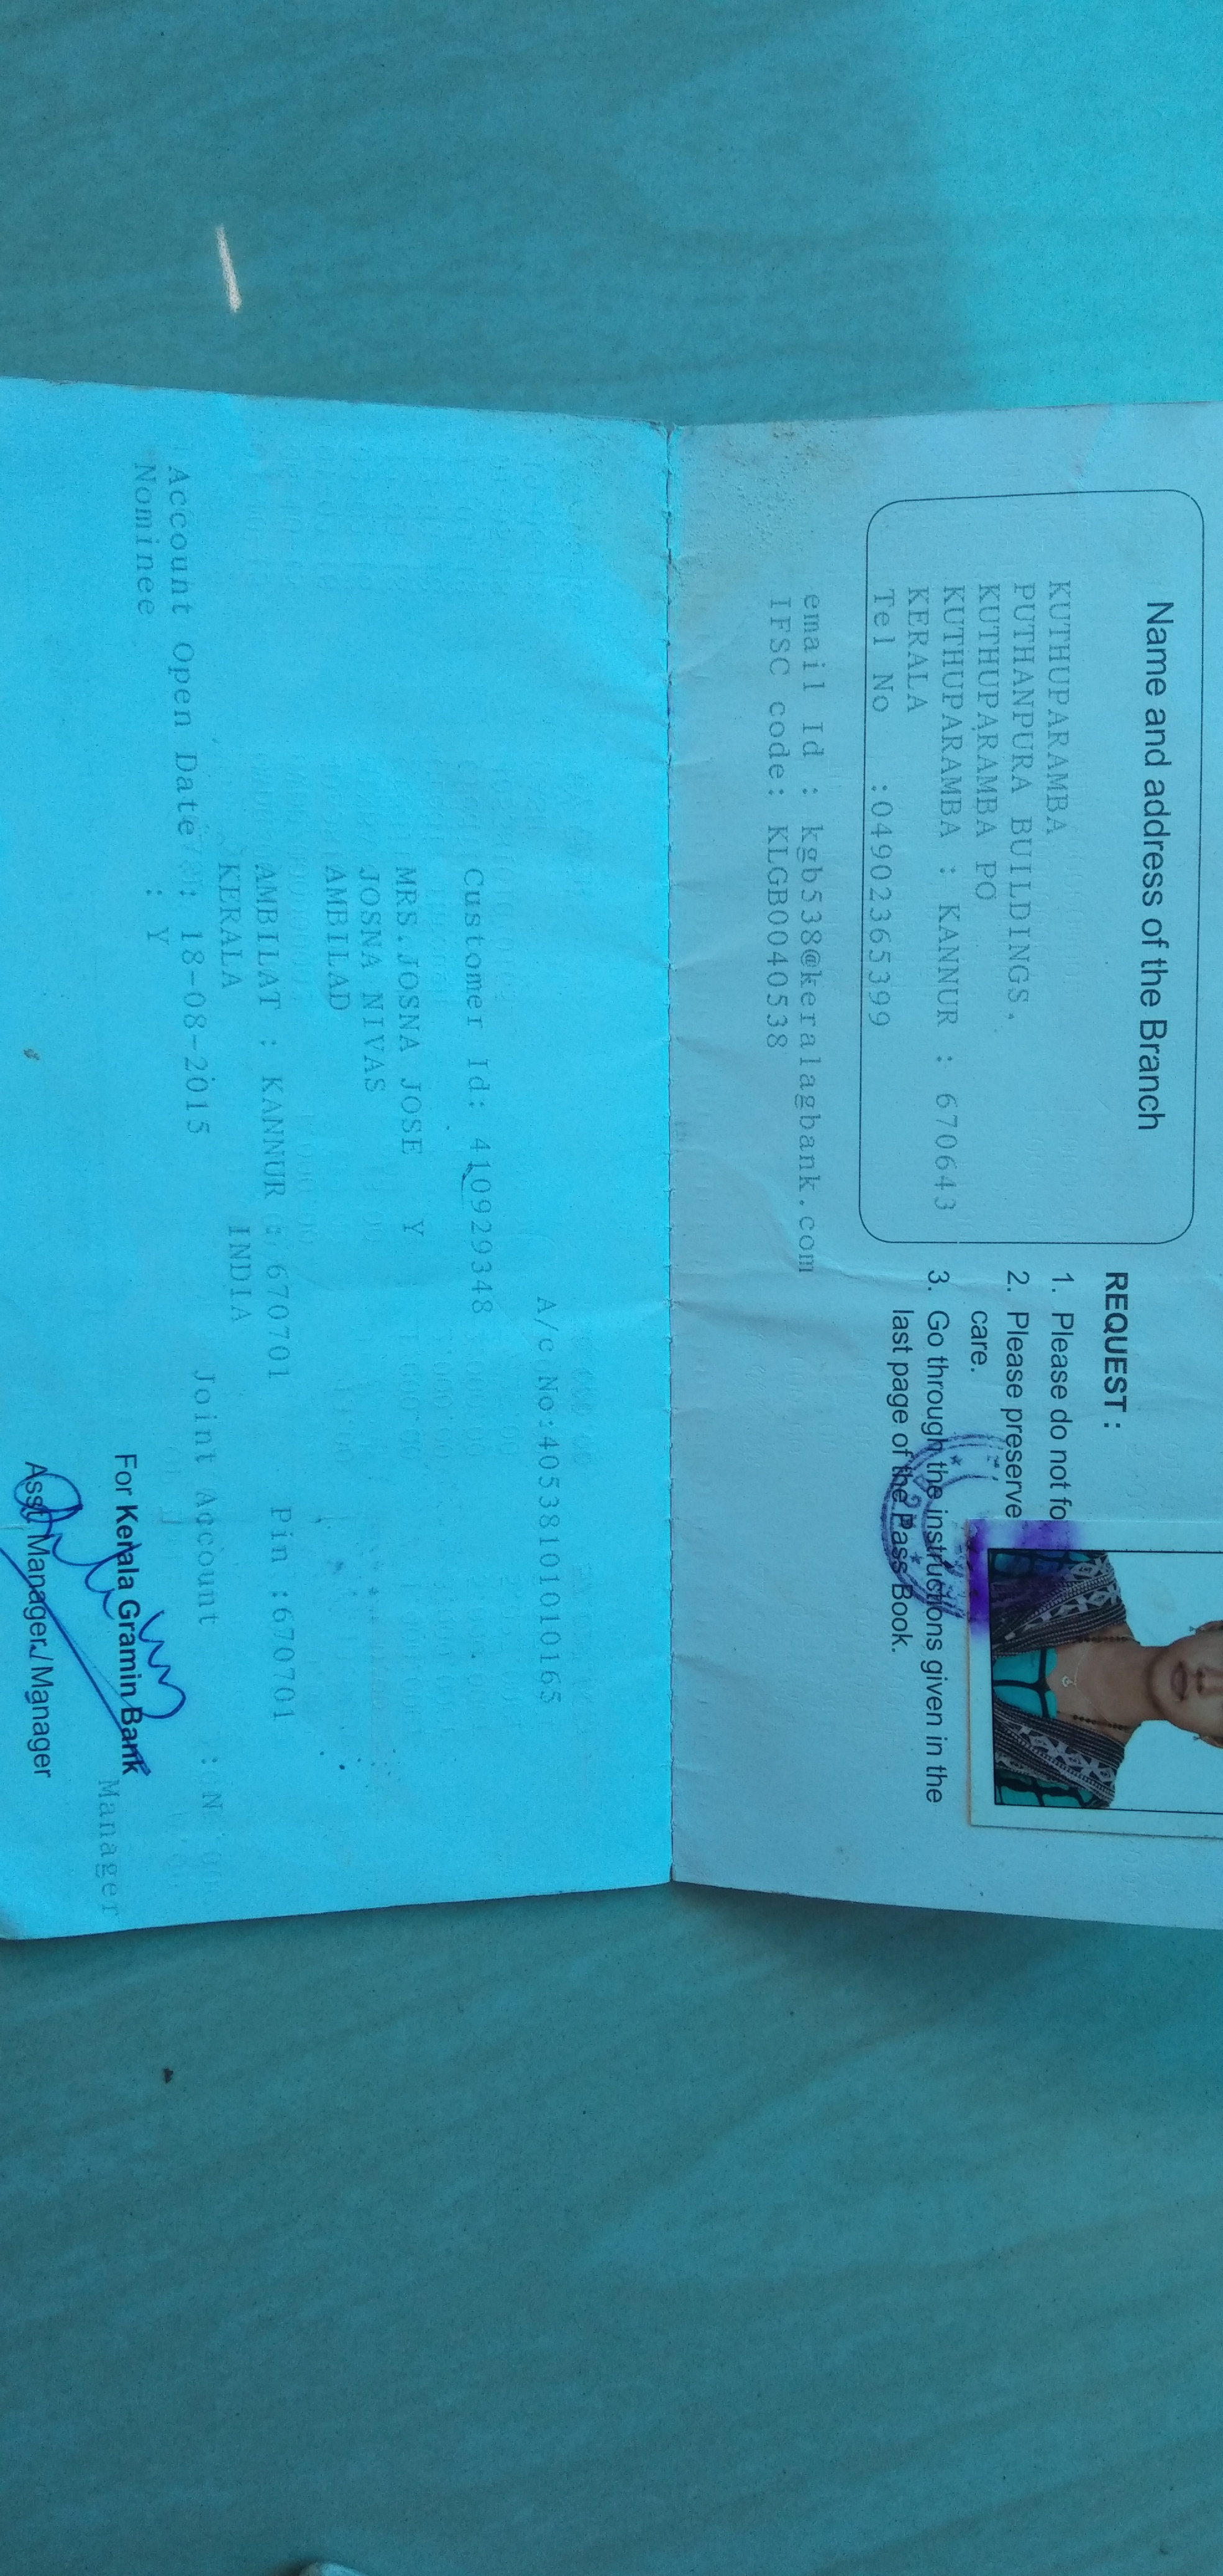 Name and address of the Branch
KUTHUPARAMBA
PUTHANPURA BUILDINGS,
KUTHUPARAMBA PO
KUTHUPARAMBA : KANNUR : 670643
KERALA
Tel No :04902365399
email Id : kgb538@keralagbank.com
IFSC code: KLGB0040538
REQUEST :
1. Please do not fo
2. Please preserve
care.
3. Go through the instructions given in the
last page of the Pass Book.
A/c No:40538101010165
Customer Id: 410929348
MRS.JOSNA JOSE Y
JOSNA NIVAS
AMBILAD
AMBILAT : KANNUR : 670701 Pin :670701
KERALA INDIA
Account Open Date : 18-08-2015 Joint Account :N
Nominee : Y
For Kerala Gramin Bank
Manager
Asst. Manager / Manager